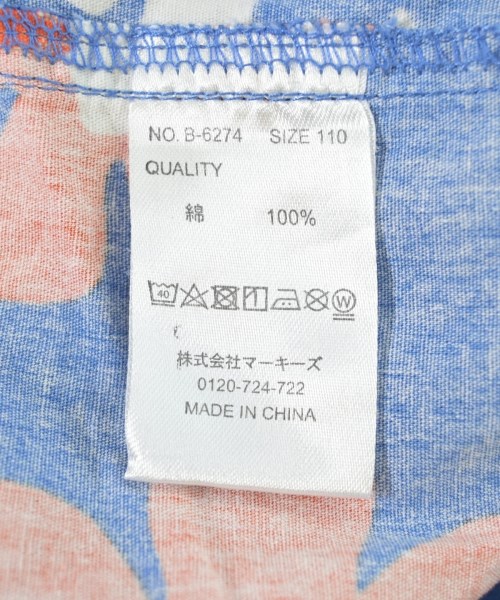 NO. B-6274 SIZE 110
QUALITY
綿 100%
40 W
株式会社マーキーズ
0120-724-722
MADE IN CHINA